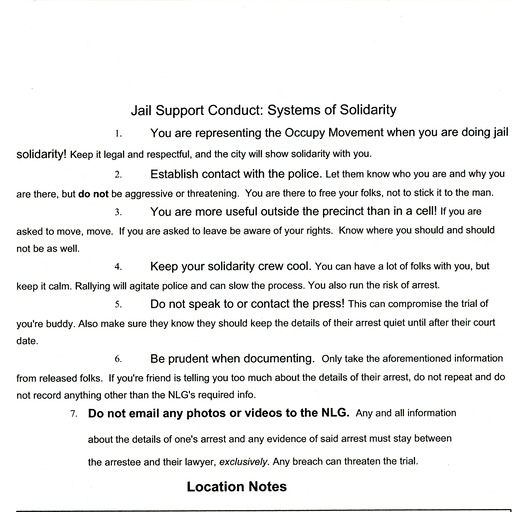 Jail Support Conduct: Systems of Solidarity
1. You are representing the Occupy Movement when you are doing jail
solidarity! Keep it legal and respectful, and the city will show solidarity with you.
2. Establish contact with the police. Let them know who you are and why you
are there, but do not be aggressive or threatening. You are there to free your folks, not to stick it to the man.
3. You are more useful outside the precinct than in a cell! If you are
asked to move, move. If you are asked to leave be aware of your rights. Know where you should and should
not be as well.
4. Keep your solidarity crew cool. You can have a lot of folks with you, but
keep it calm. Rallying will agitate police and can slow the process. You also run the risk of arrest.
5. Do not speak to or contact the press! This can compromise the trial of
you're buddy. Also make sure they know they should keep the details of their arrest quiet until after their court
date.
6. Be prudent when documenting. Only take the aforementioned information
from released folks. If you're friend is telling you too much about the details of their arrest, do not repeat and do
not record anything other than the NLG's required info.
7. Do not email any photos or videos to the NLG. Any and all information
about the details of one's arrest and any evidence of said arrest must stay between
the arrestee and their lawyer, exclusively. Any breach can threaten the trial.
Location Notes